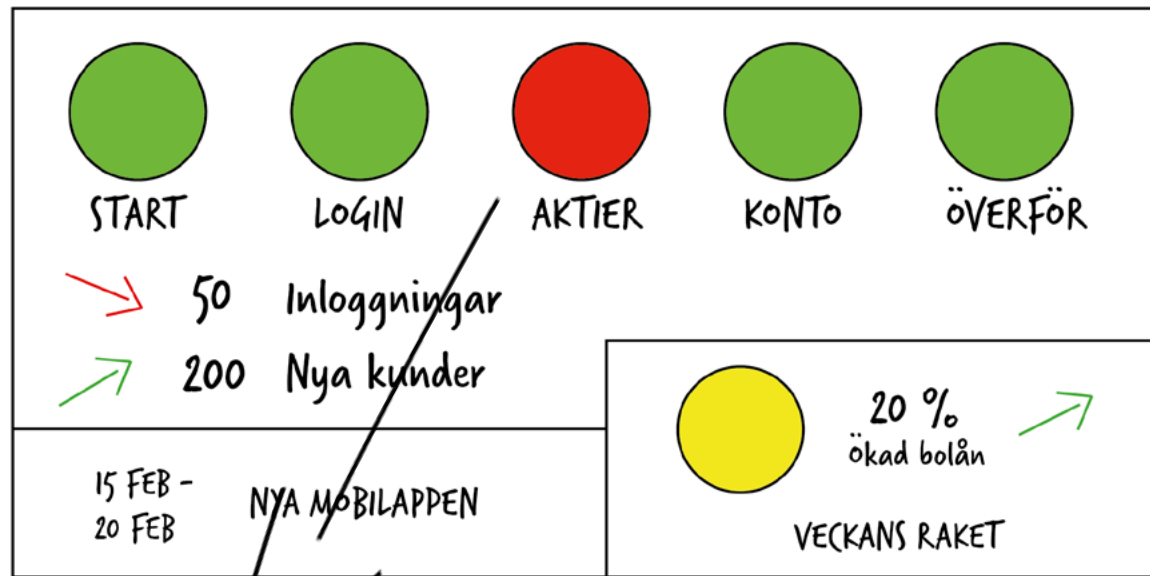 START
LOGIN
AKTIER
KONTO
ÖVERFÖR
50 Inloggningar
200 Nya kunder
20 %
ökad bolån
VECKANS RAKET
15 FEB -
20 FEB
NYA MOBILAPPEN